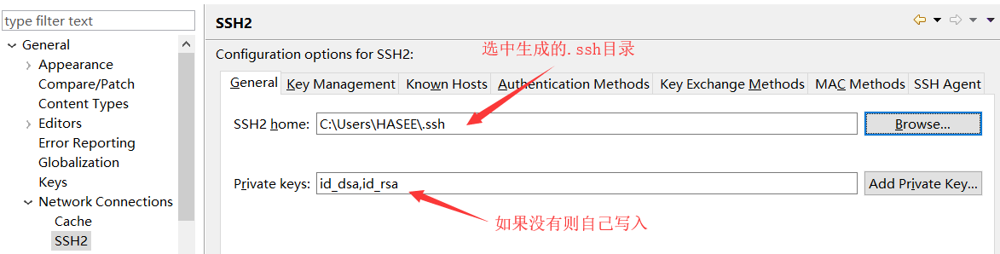 type filter text
General
Appearance
Compare/Patch
Content Types
Editors
Error Reporting
Globalization
Keys
Network Connections
Cache
SSH2
SSH2
选中生成的.ssh目录
Configuration options for SSH2:
General Key Management Known Hosts Authentication Methods Key Exchange Methods MAC Methods SSH Agent
SSH2 home: C:\Users\HASEE\.ssh Browse...
Private keys: id_dsa,id_rsa Add Private Key...
如果没有则自己写入